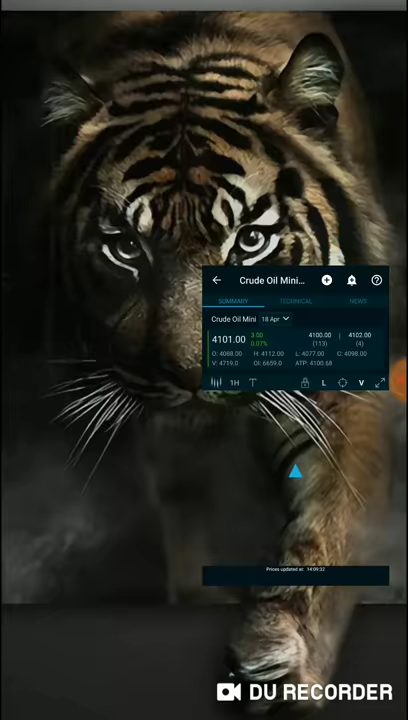 Crude Oil Mini...
SUMMARY TECHNICAL NEWS
Crude Oil Mini 18 Apr
4101.00 3.00 0.07% 4100.00 (113) | 4102.00 (4)
O: 4088.00 H: 4112.00 L: 4077.00 C: 4098.00
V: 4719.0 OI: 6659.0 ATP: 4100.68
1H T L V
Prices updated at: 14:09:32
DU RECORDER